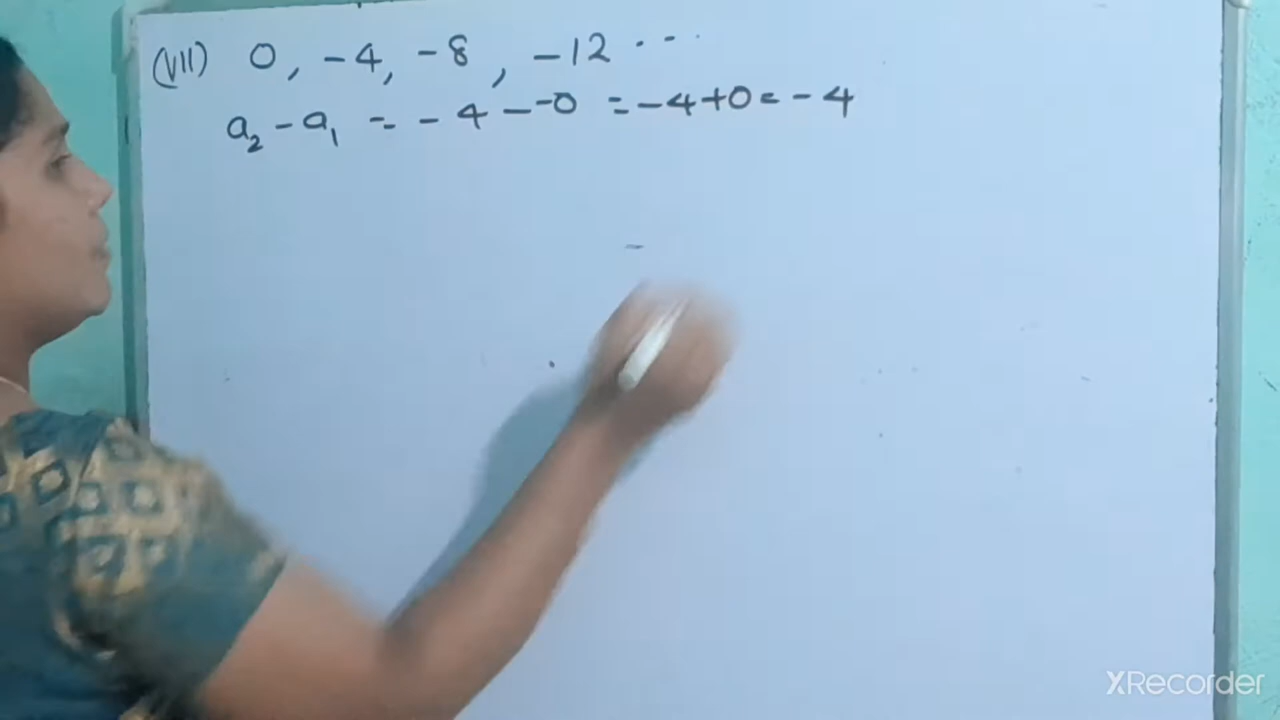 (VII) 0, -4, -8, -12 ...
a₂ - a₁ = - 4 - -0 = -4+0 = - 4
XRecorder